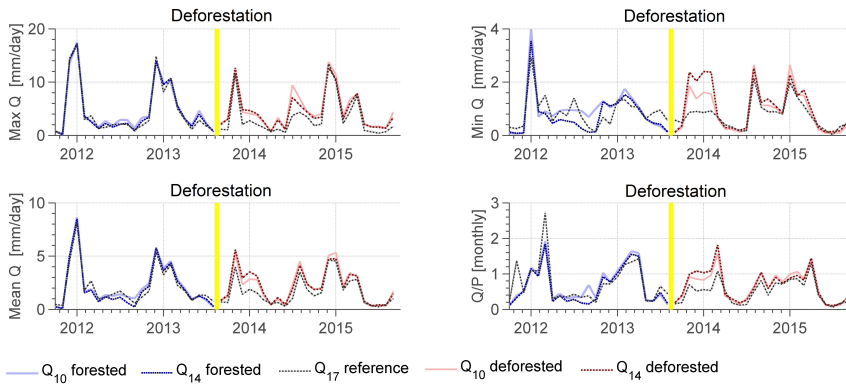 Deforestation
Deforestation
Max Q [mm/day]
20
10
0
2012
2013
2014
2015
Min Q [mm/day]
4
2
0
2012
2013
2014
2015
Deforestation
Deforestation
Mean Q [mm/day]
10
5
0
2012
2013
2014
2015
Q/P [monthly]
3
2
1
0
2012
2013
2014
2015
Q10 forested
Q14 forested
Q17 reference
Q10 deforested
Q14 deforested